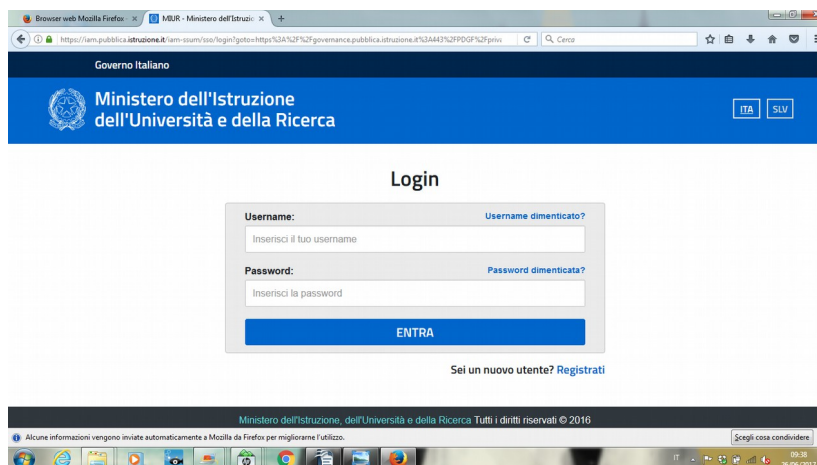 Browser web Mozilla Firefox
MIUR - Ministero dell'Istruzio
https://iam.pubblica.istruzione.it/iam-ssum/sso/login?goto=https%3A%2F%2Fgovernance.pubblica.istruzione.it%3A443%2FPDGF%2Fpriv
Cerca
Governo Italiano
Ministero dell'Istruzione
dell'Università e della Ricerca
ITA SLV
Login
Username: Username dimenticato?
Inserisci il tuo username
Password: Password dimenticata?
Inserisci la password
ENTRA
Sei un nuovo utente? Registrati
Ministero dell'Istruzione, dell'Università e della Ricerca Tutti i diritti riservati © 2016
Alcune informazioni vengono inviate automaticamente a Mozilla da Firefox per migliorarne l'utilizzo.
Scegli cosa condividere
IT
09:38